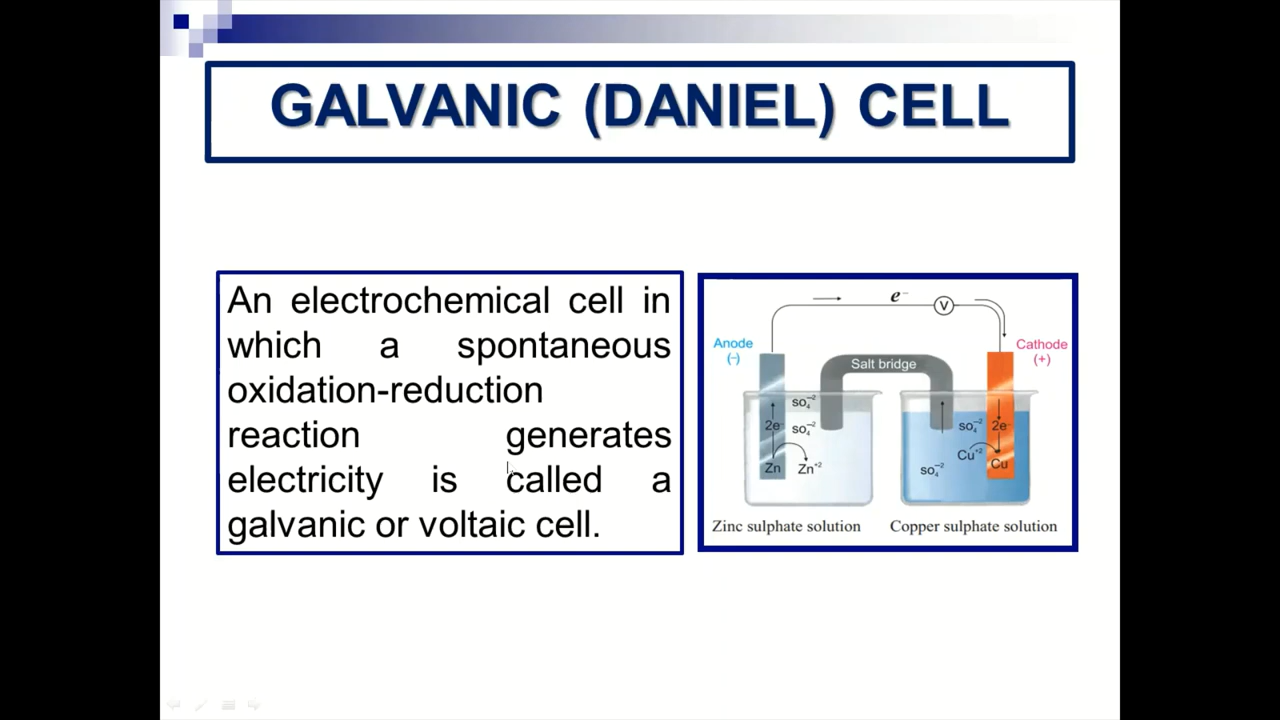 GALVANIC (DANIEL) CELL
An electrochemical cell in
which a spontaneous
oxidation-reduction
reaction generates
electricity is called a
galvanic or voltaic cell.
e⁻
V
Anode
(-)
Cathode
(+)
Salt bridge
so₄⁻²
so₄⁻²
2e⁻
Zn
Zn⁺²
so₄⁻²
2e⁻
Cu⁺²
Cu
so₄⁻²
Zinc sulphate solution
Copper sulphate solution